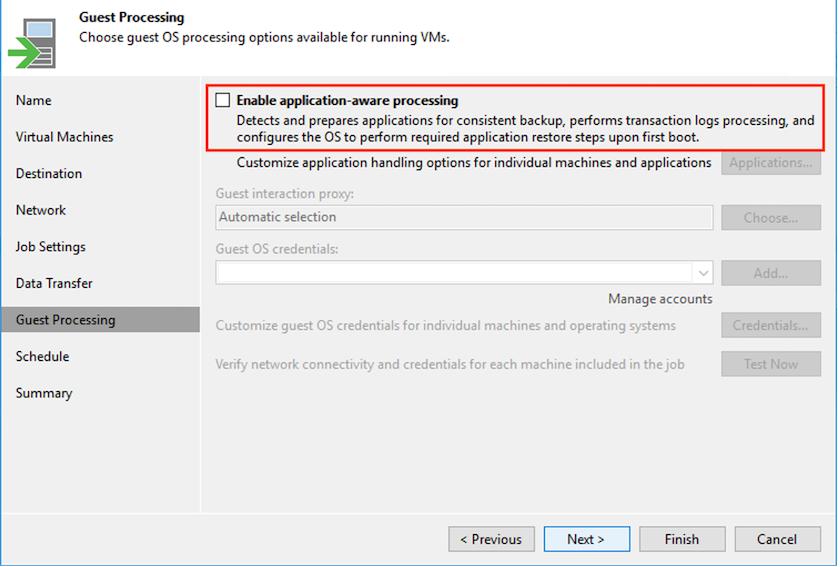 Guest Processing
Choose guest OS processing options available for running VMs.
Name
Virtual Machines
Destination
Network
Job Settings
Data Transfer
Guest Processing
Schedule
Summary
Enable application-aware processing
Detects and prepares applications for consistent backup, performs transaction logs processing, and
configures the OS to perform required application restore steps upon first boot.
Customize application handling options for individual machines and applications
Applications...
Guest interaction proxy:
Automatic selection
Choose...
Guest OS credentials:
Add...
Manage accounts
Customize guest OS credentials for individual machines and operating systems
Credentials...
Verify network connectivity and credentials for each machine included in the job
Test Now
< Previous
Next >
Finish
Cancel